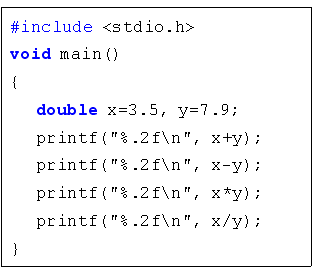 #include <stdio.h>
void main()
{
double x=3.5, y=7.9;
printf("%.2f\n", x+y);
printf("%.2f\n", x-y);
printf("%.2f\n", x*y);
printf("%.2f\n", x/y);
}